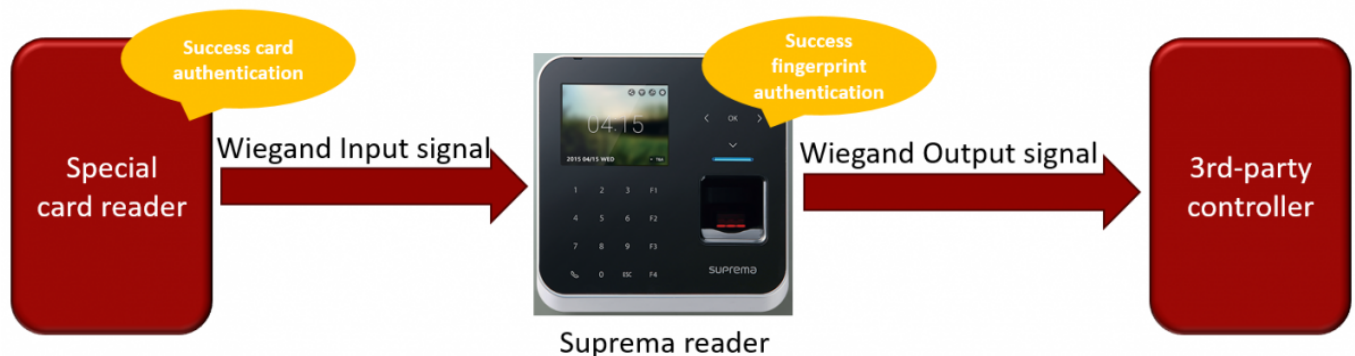 Success card
authentication
Special
card reader
Wiegand Input signal
04:15
2015 04/15 WED
OK
1 2 3 F1
4 5 6 F2
7 8 9 F3
0 ESC F4
suprema
Suprema reader
Success
fingerprint
authentication
Wiegand Output signal
3rd-party
controller